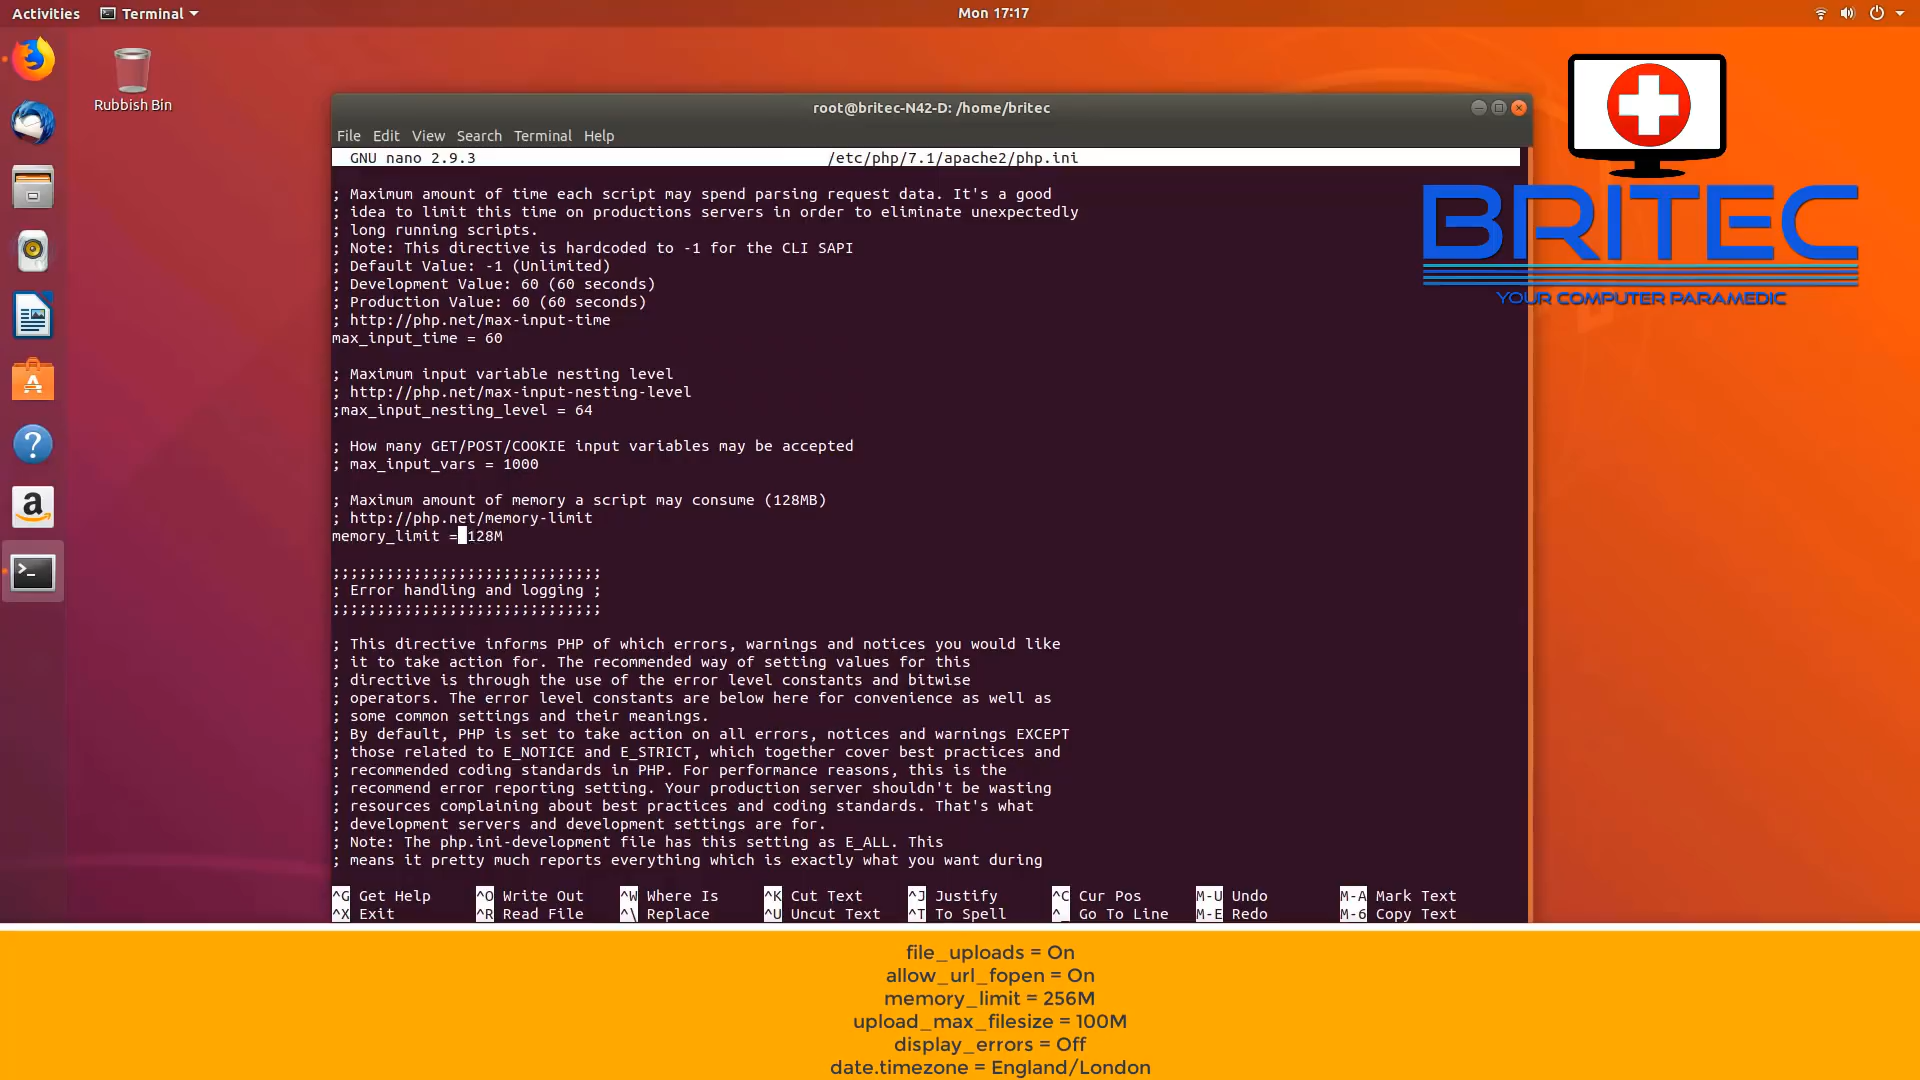 Activities
Terminal
Mon 17:17
Rubbish Bin
BRITEC
YOUR COMPUTER PARAMEDIC
root@britec-N42-D: /home/britec
File Edit View Search Terminal Help
GNU nano 2.9.3 /etc/php/7.1/apache2/php.ini
; Maximum amount of time each script may spend parsing request data. It's a good
; idea to limit this time on productions servers in order to eliminate unexpectedly
; long running scripts.
; Note: This directive is hardcoded to -1 for the CLI SAPI
; Default Value: -1 (Unlimited)
; Development Value: 60 (60 seconds)
; Production Value: 60 (60 seconds)
; http://php.net/max-input-time
max_input_time = 60
; Maximum input variable nesting level
; http://php.net/max-input-nesting-level
;max_input_nesting_level = 64
; How many GET/POST/COOKIE input variables may be accepted
; max_input_vars = 1000
; Maximum amount of memory a script may consume (128MB)
; http://php.net/memory-limit
memory_limit = 128M
;;;;;;;;;;;;;;;;;;;;;;;;;;;;;;
; Error handling and logging ;
;;;;;;;;;;;;;;;;;;;;;;;;;;;;;;
; This directive informs PHP of which errors, warnings and notices you would like
; it to take action for. The recommended way of setting values for this
; directive is through the use of the error level constants and bitwise
; operators. The error level constants are below here for convenience as well as
; some common settings and their meanings.
; By default, PHP is set to take action on all errors, notices and warnings EXCEPT
; those related to E_NOTICE and E_STRICT, which together cover best practices and
; recommended coding standards in PHP. For performance reasons, this is the
; recommend error reporting setting. Your production server shouldn't be wasting
; resources complaining about best practices and coding standards. That's what
; development servers and development settings are for.
; Note: The php.ini-development file has this setting as E_ALL. This
; means it pretty much reports everything which is exactly what you want during
^G Get Help ^O Write Out ^W Where Is ^K Cut Text ^J Justify ^C Cur Pos M-U Undo M-A Mark Text
^X Exit ^R Read File ^\ Replace ^U Uncut Text ^T To Spell ^_ Go To Line M-E Redo M-6 Copy Text
file_uploads = On
allow_url_fopen = On
memory_limit = 256M
upload_max_filesize = 100M
display_errors = Off
date.timezone = England/London